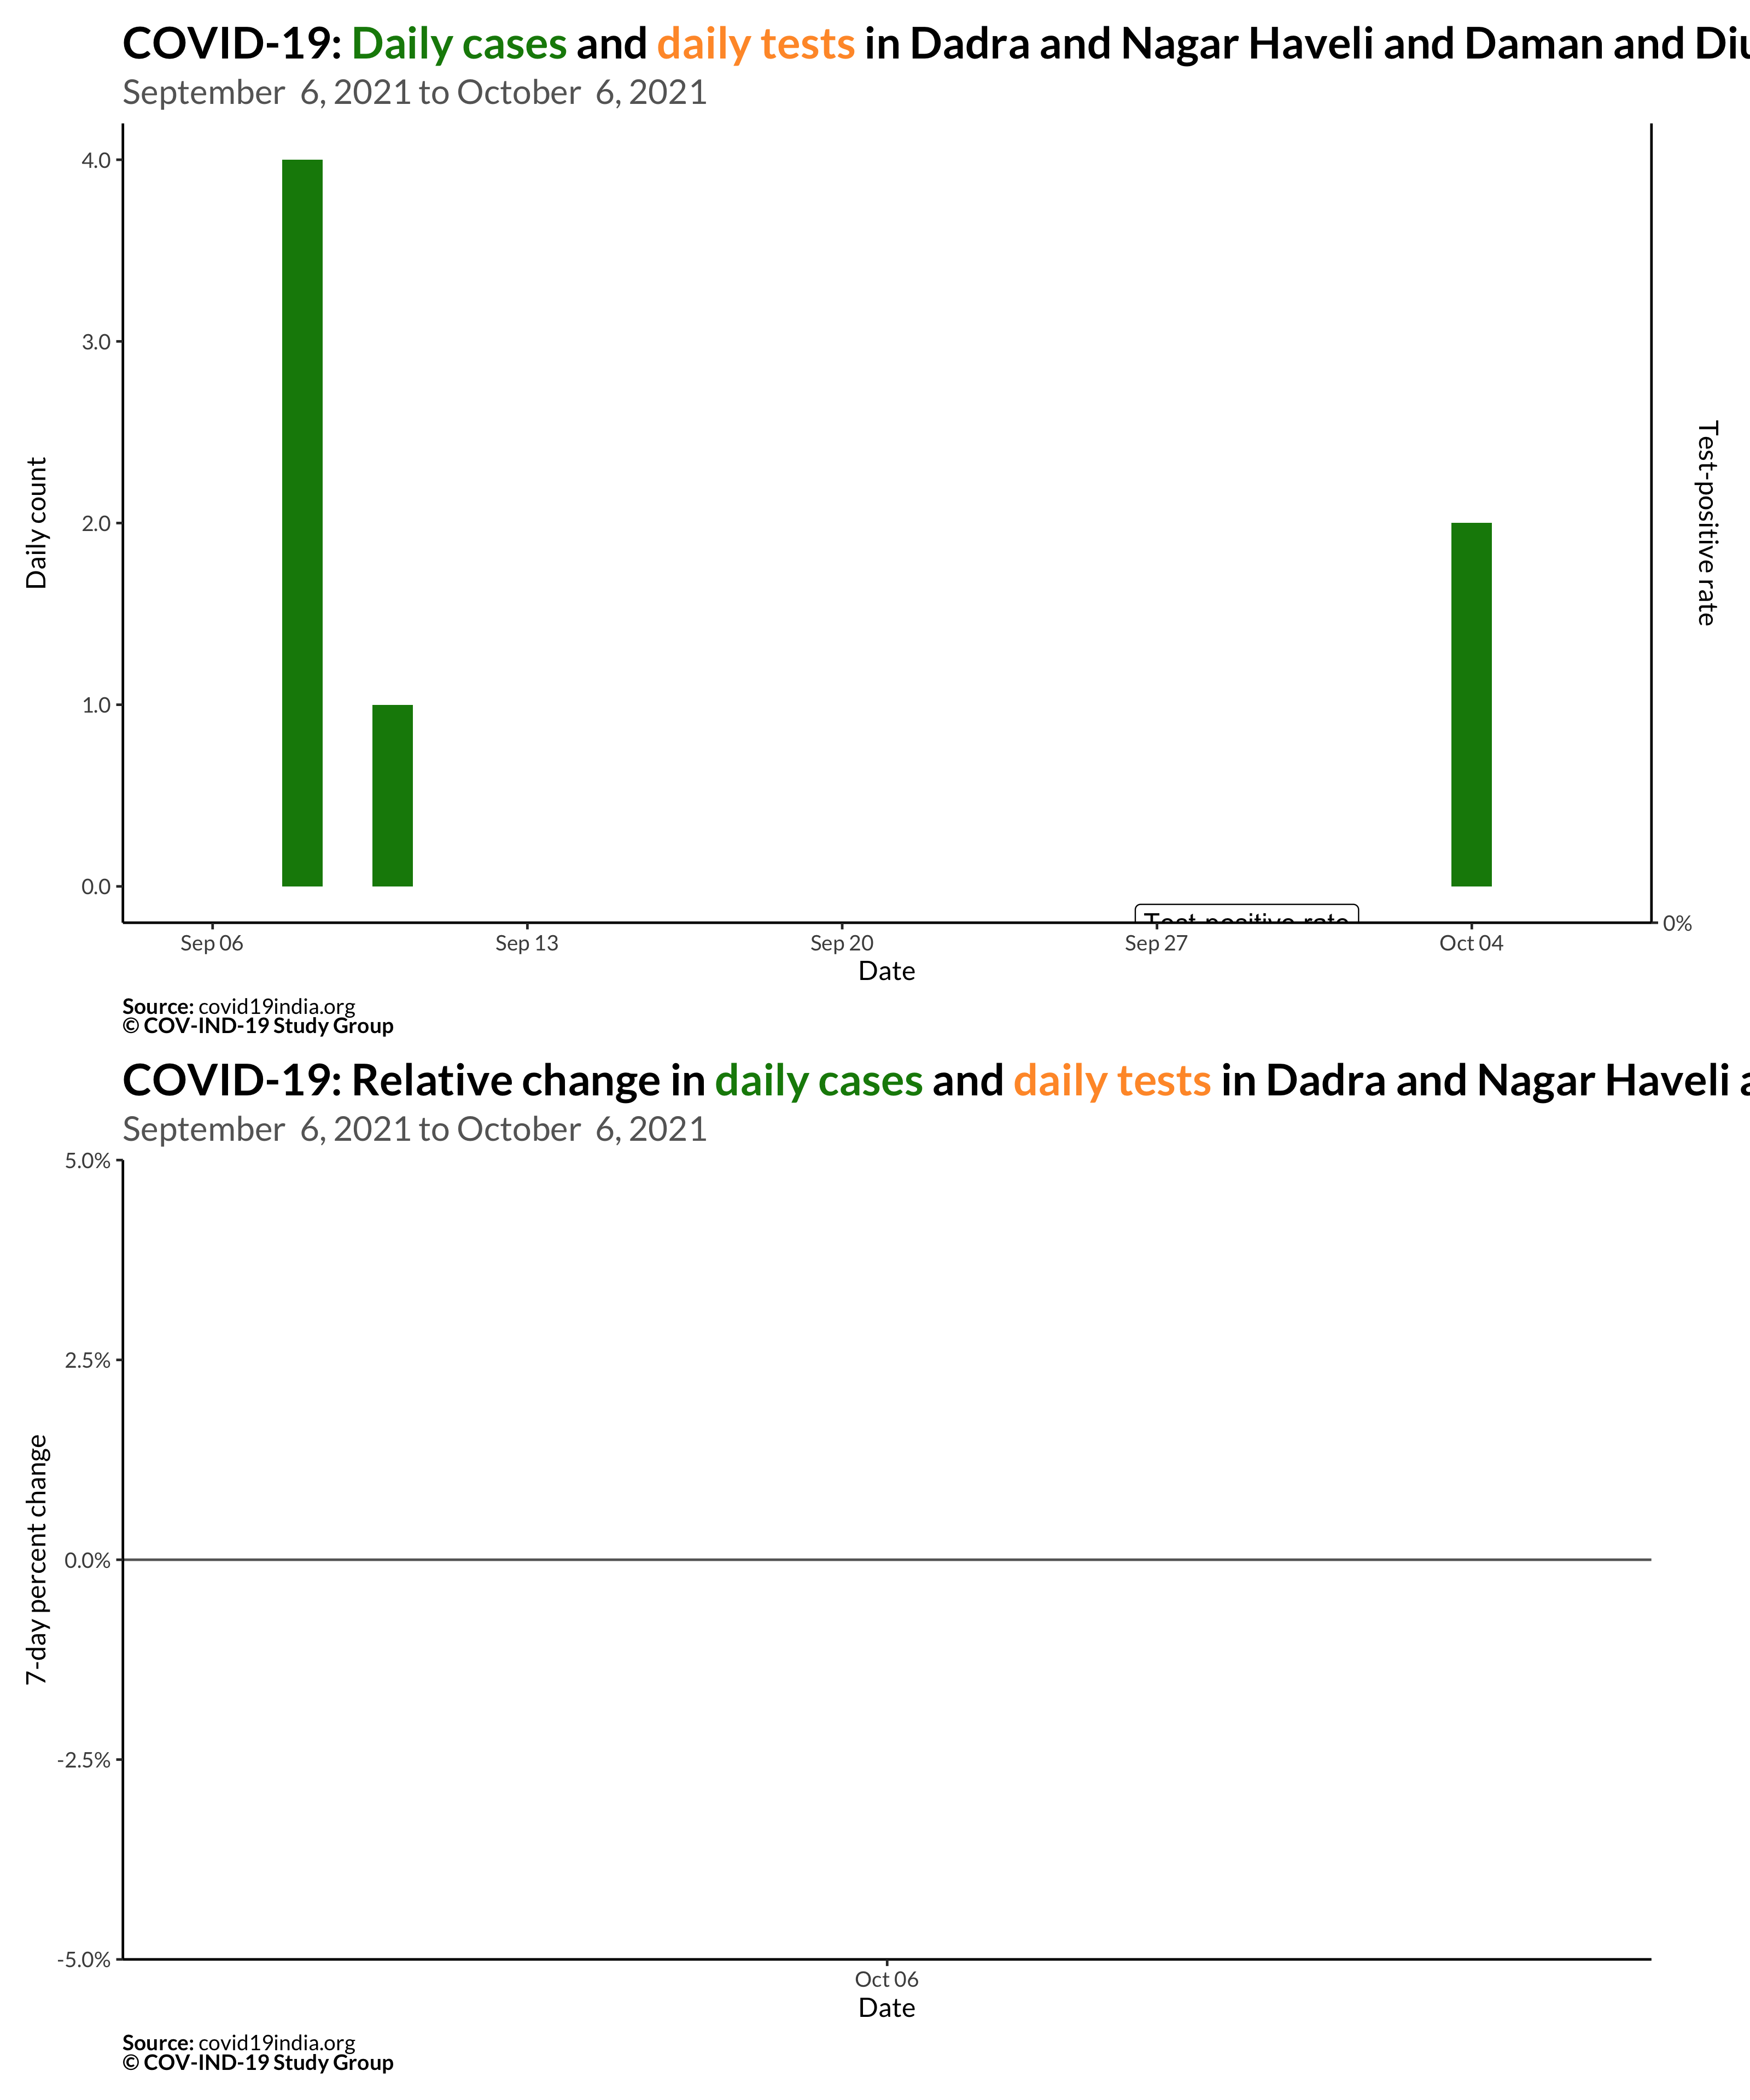 COVID-19: Daily cases and daily tests in Dadra and Nagar Haveli and Daman and Diu
September  6, 2021 to October  6, 2021
4.0
3.0
2.0
1.0
0.0
Daily count
Test-positive rate
Test-positive rate
0%
Sep 06 Sep 13 Sep 20 Sep 27 Oct 04
Date
Source: covid19india.org
© COV-IND-19 Study Group
COVID-19: Relative change in daily cases and daily tests in Dadra and Nagar Haveli
September  6, 2021 to October  6, 2021
5.0%
2.5%
0.0%
-2.5%
-5.0%
7-day percent change
Oct 06
Date
Source: covid19india.org
© COV-IND-19 Study Group